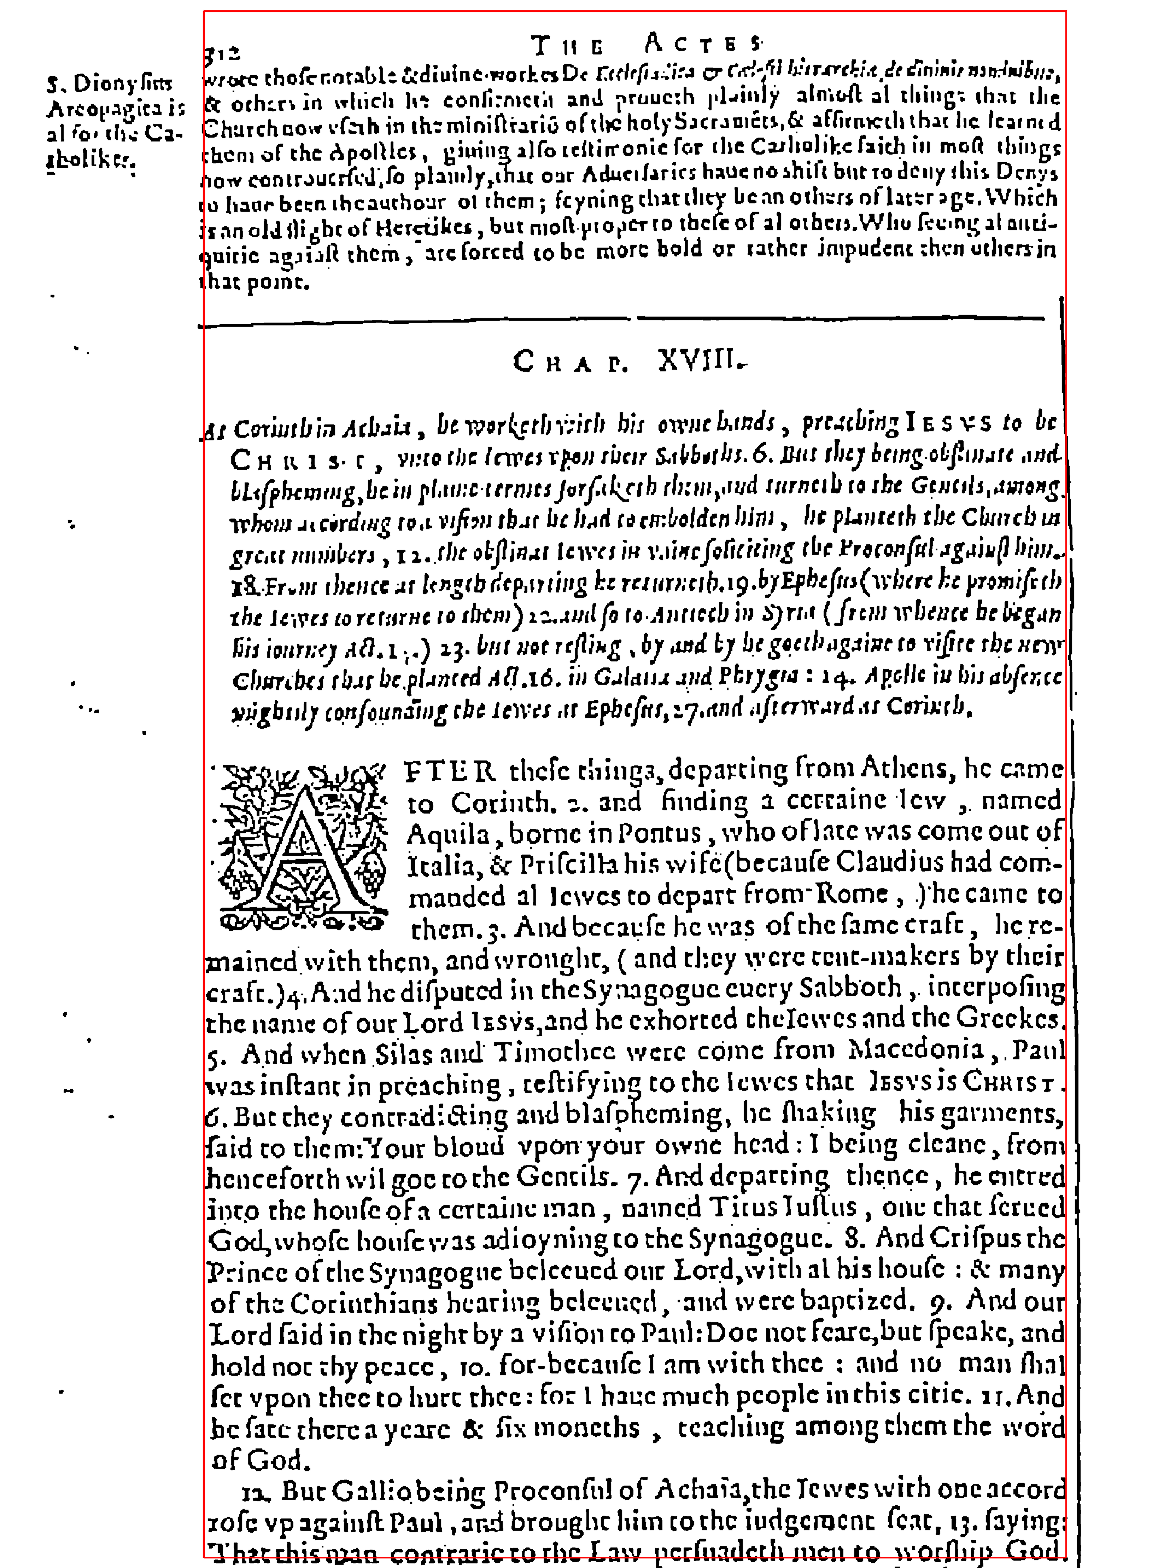 312 THE ACTES
S. Dionysius
Areopagita is
al for the Ca-
tholikes.
wrote those notable & diuine workes De Ecclesiastica & Cœlesti hierarchia, de diuinis nominibus,
& others in which he confirmeth and proueth plainly almost al things that the
Church now vseth in the ministratiō of the holy Sacramēts, & affirmeth that he learned
them of the Apostles, giuing also testimonie for the Catholike faith in most things
now controuersed, so plainly, that our Aduersaries haue no shift but to deny this Denys
to haue been the authour of them; feyning that they be an others of later age. Which
is an old slight of Heretikes, but most proper to these of al others. Who seeing al anti-
quitie agaīst them, are forced to be more bold or rather impudent then others in
that point.
CHAP. XVIII.
At Corinth in Achaia, he worketh with his owne hands, preaching IESVS to be
CHRIST, vnto the Iewes vpon their Sabboths. 6. But they being obstinate and
blaspheming, he in plaine termes forsaketh them, and turneth to the Gentils, among
whom according to a vision that he had to embolden him, he planteth the Church in
great numbers, 12. the obstinat Iewes in vaine soliciting the Proconsul against him.
18. From thence at length departing he returneth. 19. by Ephesus (where he promiseth
the Iewes to returne to them) 22. and so to Antioch in Syria (from whence he began
his iourney Act. 15.) 23. but not resting, by and by he goeth againe to visite the new
Churches that he planted Act. 16. in Galatia and Phrygia: 24. Apollo in his absence
mightily confounding the Iewes at Ephesus, 27. and afterward at Corinth.
AFTER these things, departing from Athens, he came
to Corinth. 2. and finding a certaine Iew, named
Aquila, borne in Pontus, who of late was come out of
Italia, & Priscilla his wife (because Claudius had com-
manded al Iewes to depart from Rome, ) he came to
them. 3. And because he was of the same craft, he re-
mained with them, and wrought, ( and they were tent-makers by their
craft.) 4. And he disputed in the Synagogue euery Sabboth, interposing
the name of our Lord IESVS, and he exhorted the Iewes and the Greekes.
5. And when Silas and Timothee were come from Macedonia, Paul
was instant in preaching, testifying to the Iewes that IESVS is CHRIST.
6. But they contradicting and blaspheming, he shaking his garments,
said to them: Your bloud vpon your owne head: I being cleane, from
henceforth wil goe to the Gentils. 7. And departing thence, he entred
into the house of a certaine man, named Titus Iustus, one that serued
God, whose house was adioyning to the Synagogue. 8. And Crispus the
Prince of the Synagogue beleeued our Lord, with al his house: & many
of the Corinthians hearing beleeued, and were baptized. 9. And our
Lord said in the night by a vision to Paul: Doe not feare, but speake, and
hold not thy peace, 10. for-because I am with thee: and no man shal
set vpon thee to hurt thee: for I haue much people in this citie. 11. And
he sate there a yeare & six moneths, teaching among them the word
of God.
12. But Gallio being Proconsul of Achaia, the Iewes with one accord
rose vp against Paul, and brought him to the iudgement seat, 13. saying:
That this man contrarie to the Law persuadeth men to worship God.